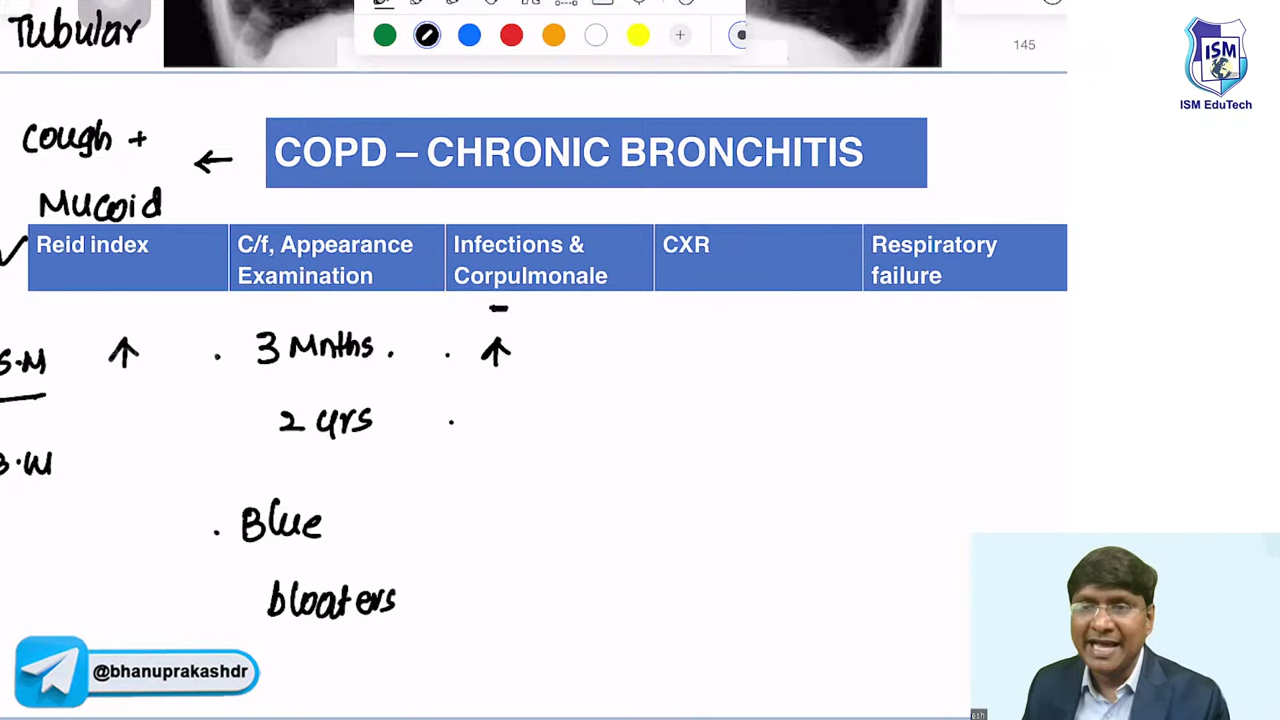 Tubular
145
ISM
ISM EduTech
Cough +
Mucoid
←
COPD – CHRONIC BRONCHITIS
Reid index
C/f, Appearance
Examination
Infections &
Corpulmonale
CXR
Respiratory
failure
S.M
↑
. 3 Mnths .
. ↑
2 yrs
.
B.W
. Blue
bloaters
@bhanuprakashdr